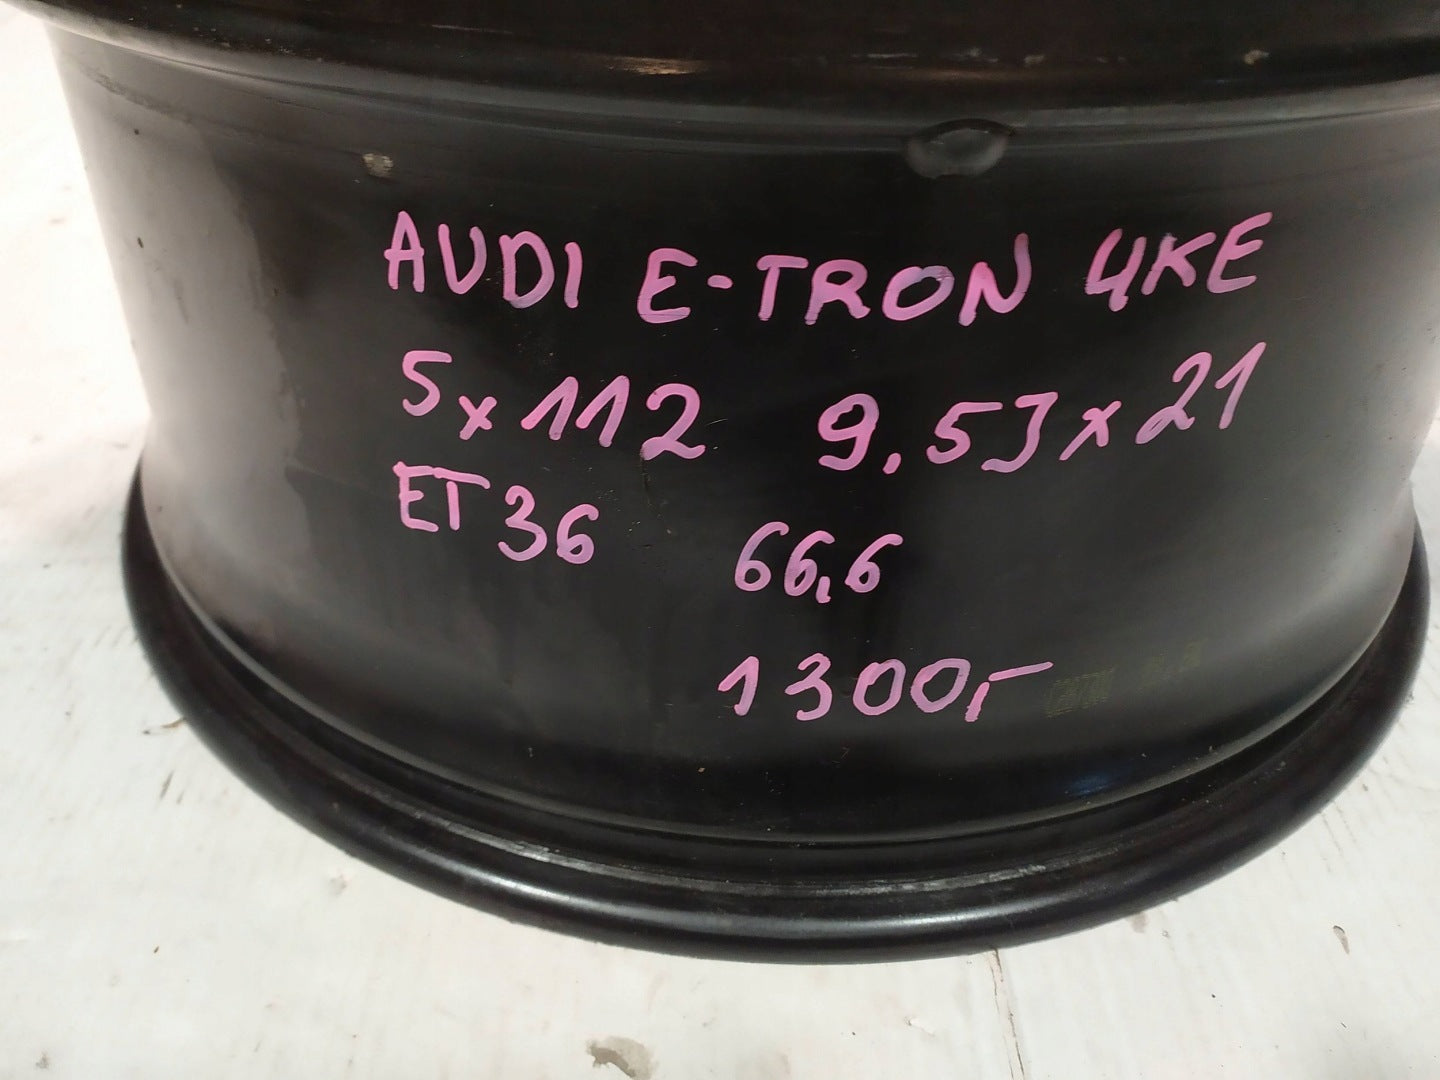 AUDI E-TRON 4KE
5x112 9,5Jx21
ET36 66,6
1300,-